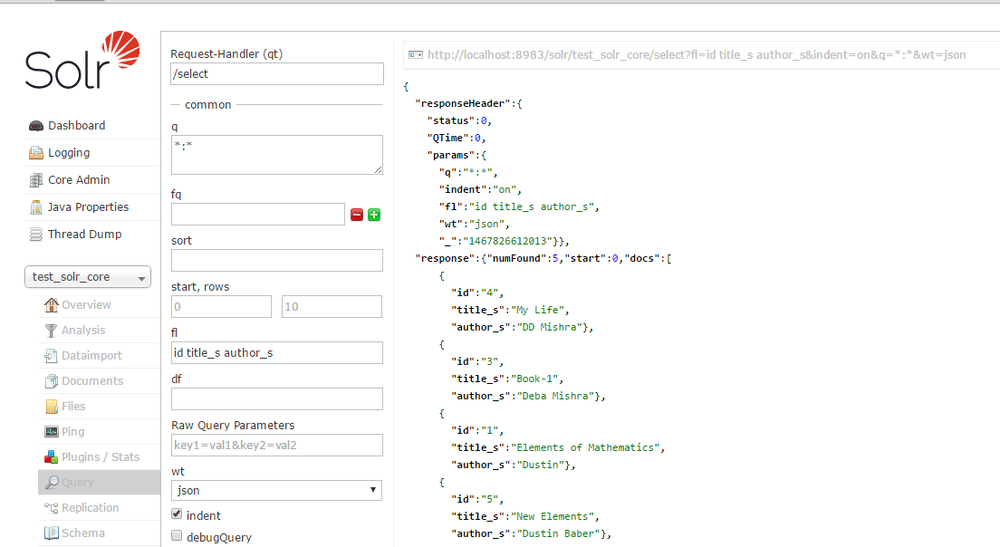 Solr
Dashboard
Logging
Core Admin
Java Properties
Thread Dump
test_solr_core
Overview
Analysis
Dataimport
Documents
Files
Ping
Plugins / Stats
Query
Replication
Schema
Request-Handler (qt)
/select
common
q
*:*
fq
sort
start, rows
0 10
fl
id title_s author_s
df
Raw Query Parameters
key1=val1&key2=val2
wt
json
indent
debugQuery
http://localhost:8983/solr/test_solr_core/select?fl=id title_s author_s&indent=on&q=*:*&wt=json
{
"responseHeader":{
"status":0,
"QTime":0,
"params":{
"q":"*:*",
"indent":"on",
"fl":"id title_s author_s",
"wt":"json",
"_":"1467826612013"}},
"response":{"numFound":5,"start":0,"docs":[
{
"id":"4",
"title_s":"My Life",
"author_s":"DD Mishra"},
{
"id":"3",
"title_s":"Book-1",
"author_s":"Deba Mishra"},
{
"id":"1",
"title_s":"Elements of Mathematics",
"author_s":"Dustin"},
{
"id":"5",
"title_s":"New Elements",
"author_s":"Dustin Baber"},